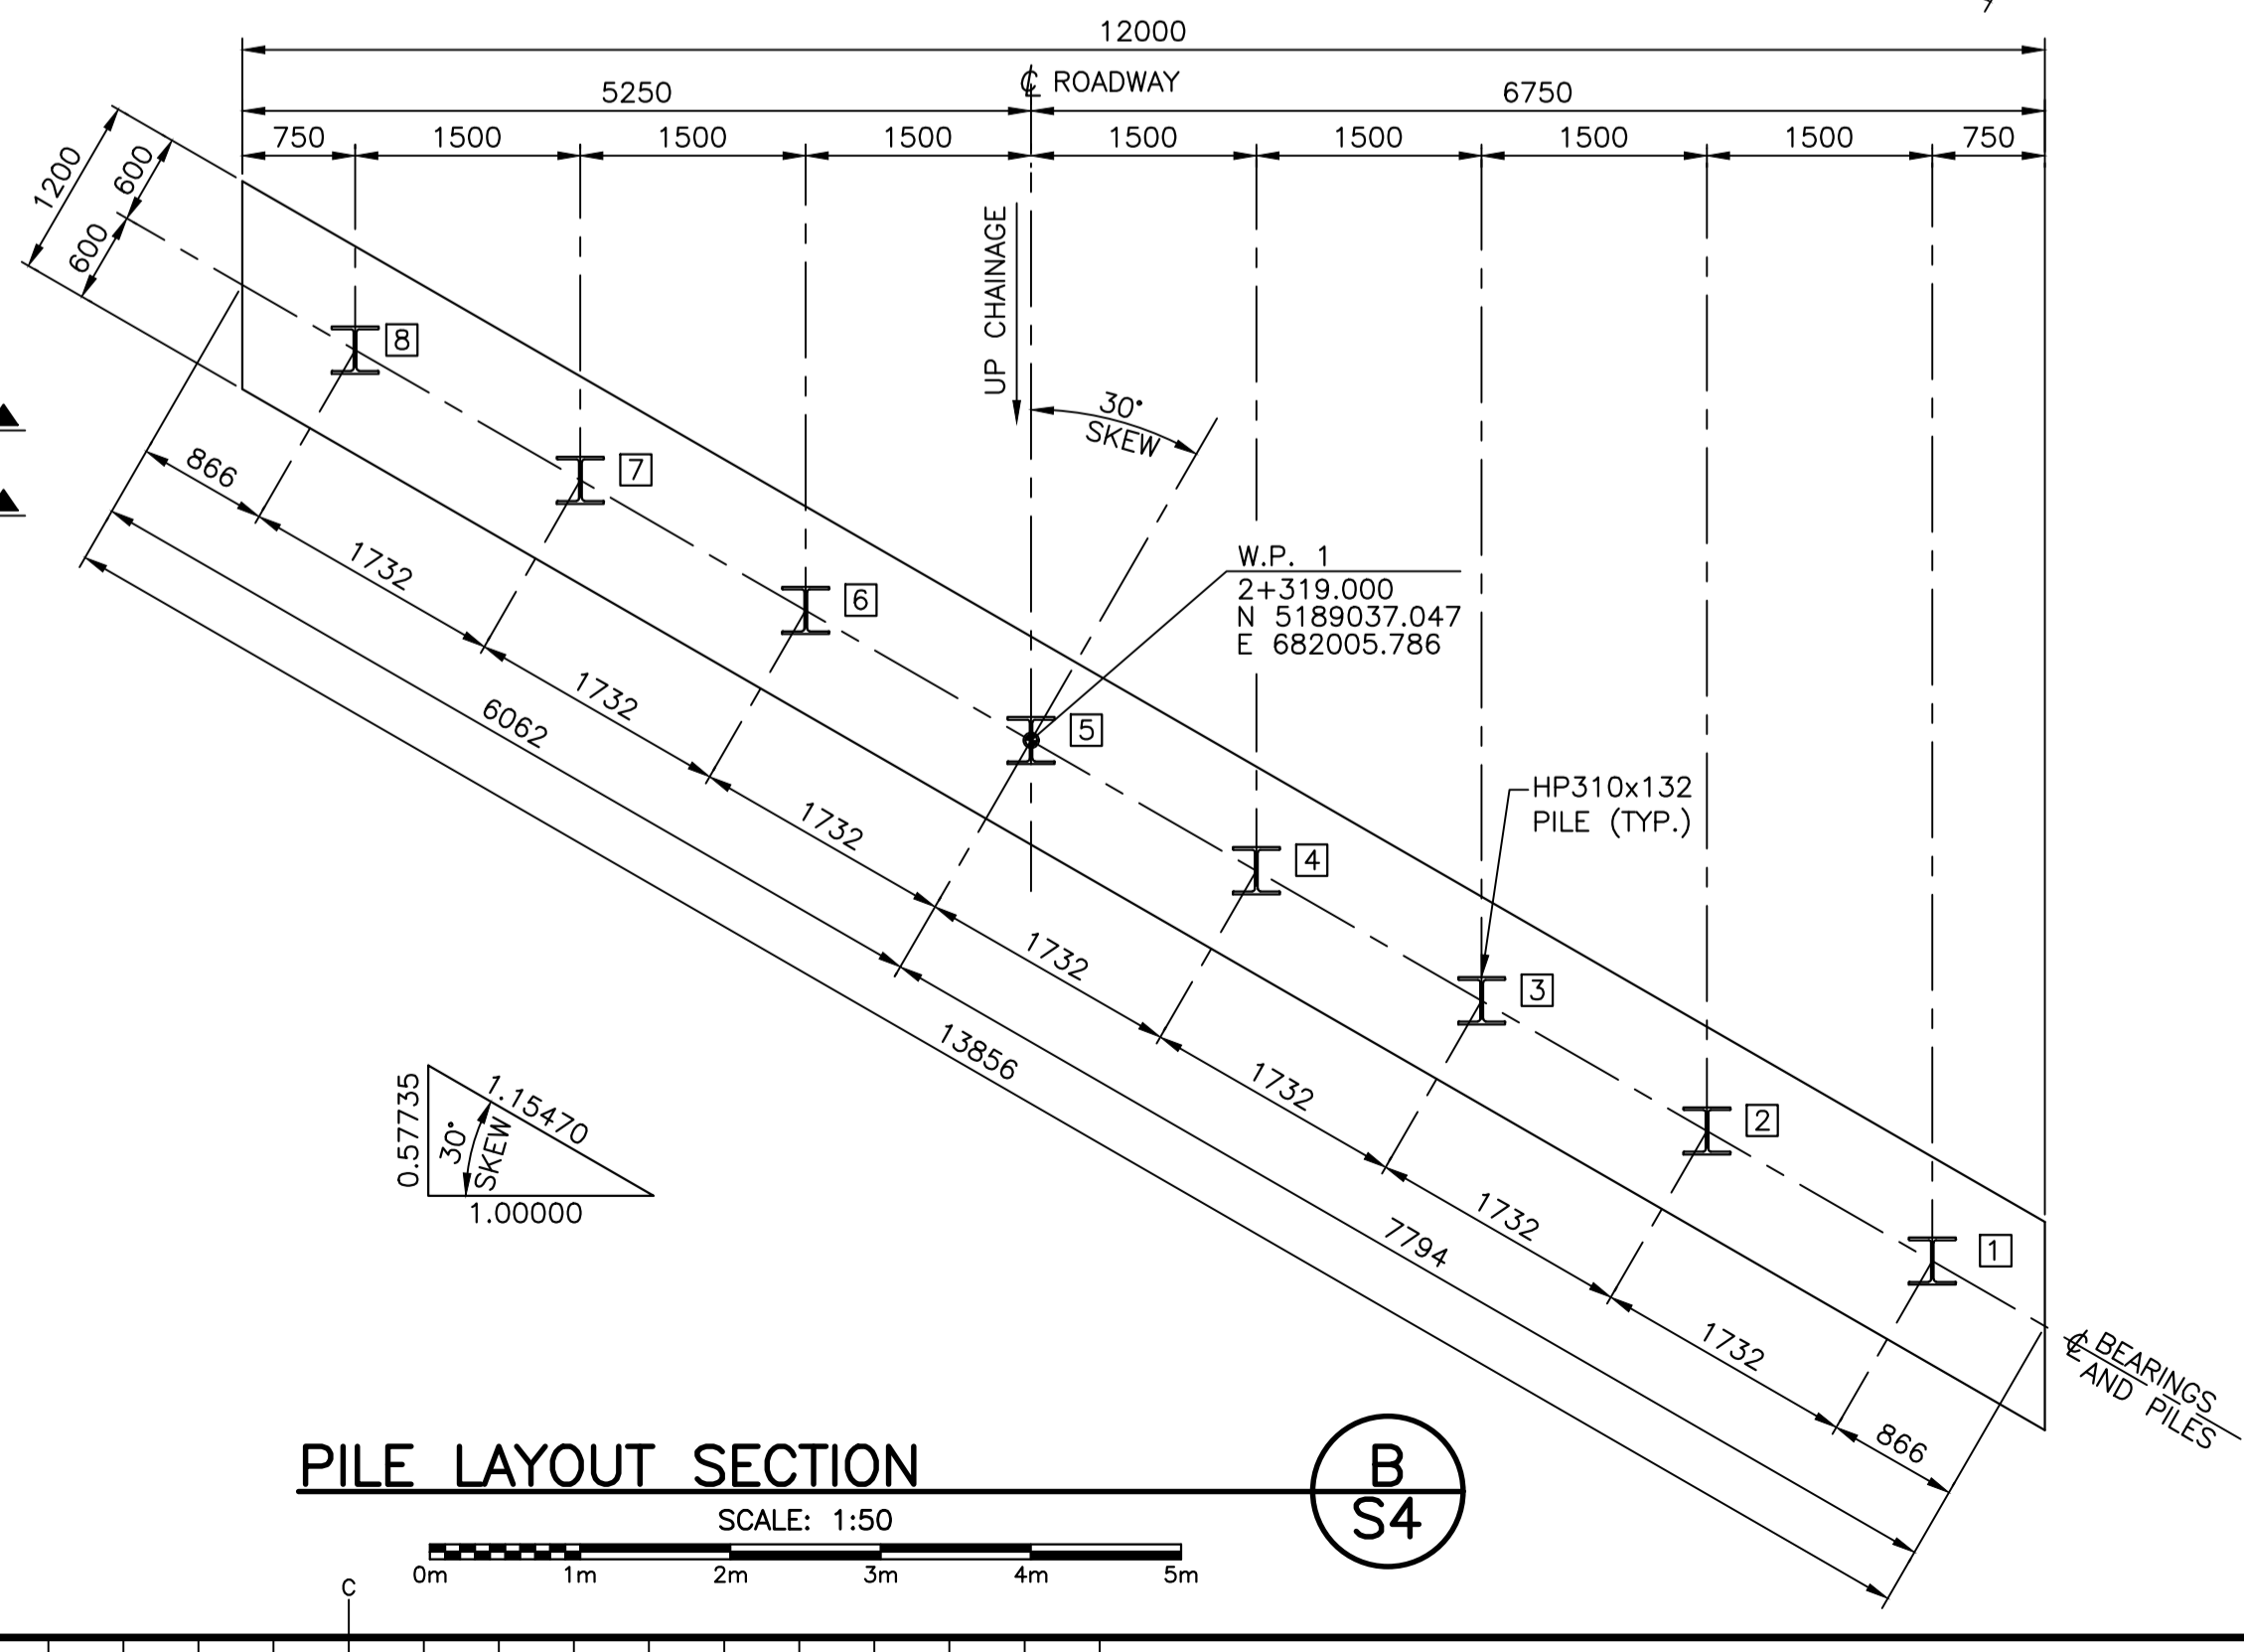 12000
℄ ROADWAY
5250
6750
750
1500
1500
1500
1500
1500
1500
1500
750
1200
600
600
UP CHAINAGE
30°
SKEW
8
7
6
5
4
3
2
1
W.P. 1
2+319.000
N 5189037.047
E 682005.786
HP310x132
PILE (TYP.)
866
1732
1732
1732
1732
1732
1732
1732
866
6062
7794
13856
0.577735
30°
SKEW
1.15470
1.00000
℄ BEARINGS
AND PILES
PILE LAYOUT SECTION
B
S4
SCALE: 1:50
0m
1m
2m
3m
4m
5m
C